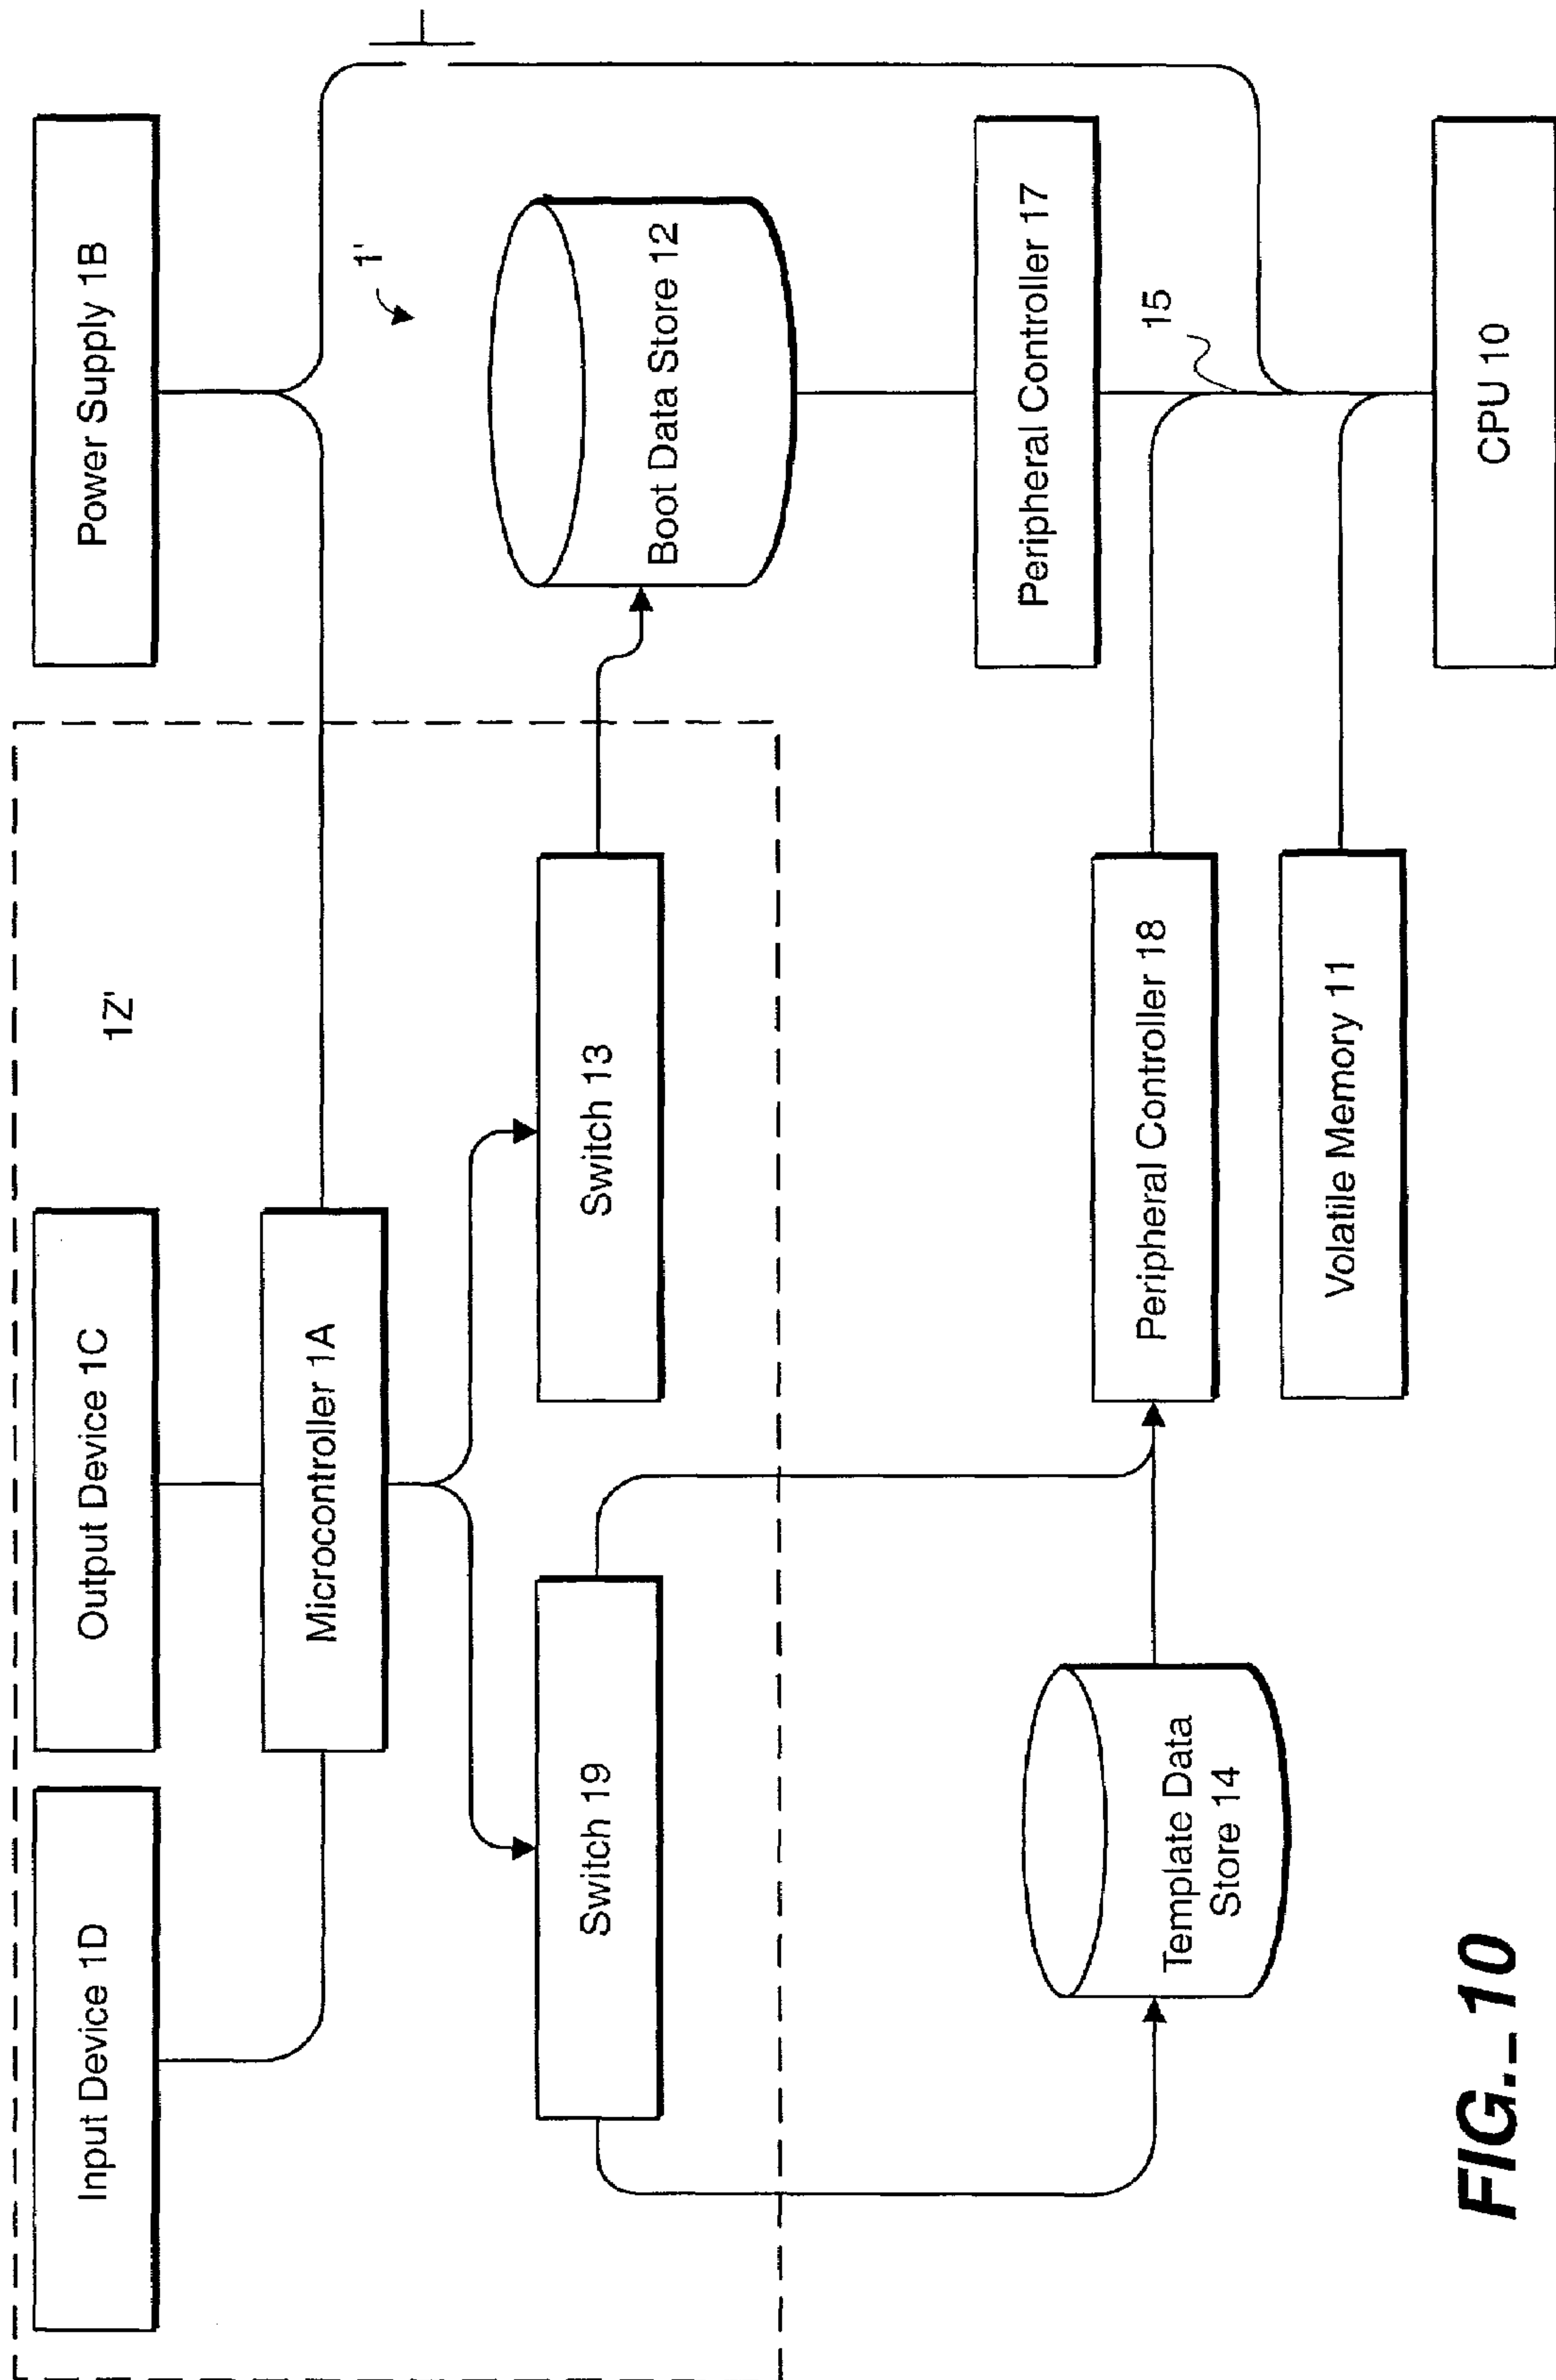 Input Device 1D
Output Device 1C
Power Supply 1B
1Z'
Microcontroller 1A
1'
Switch 19
Switch 13
Boot Data Store 12
Template Data
Store 14
Peripheral Controller 18
Peripheral Controller 17
15
Volatile Memory 11
CPU 10
FIG._10